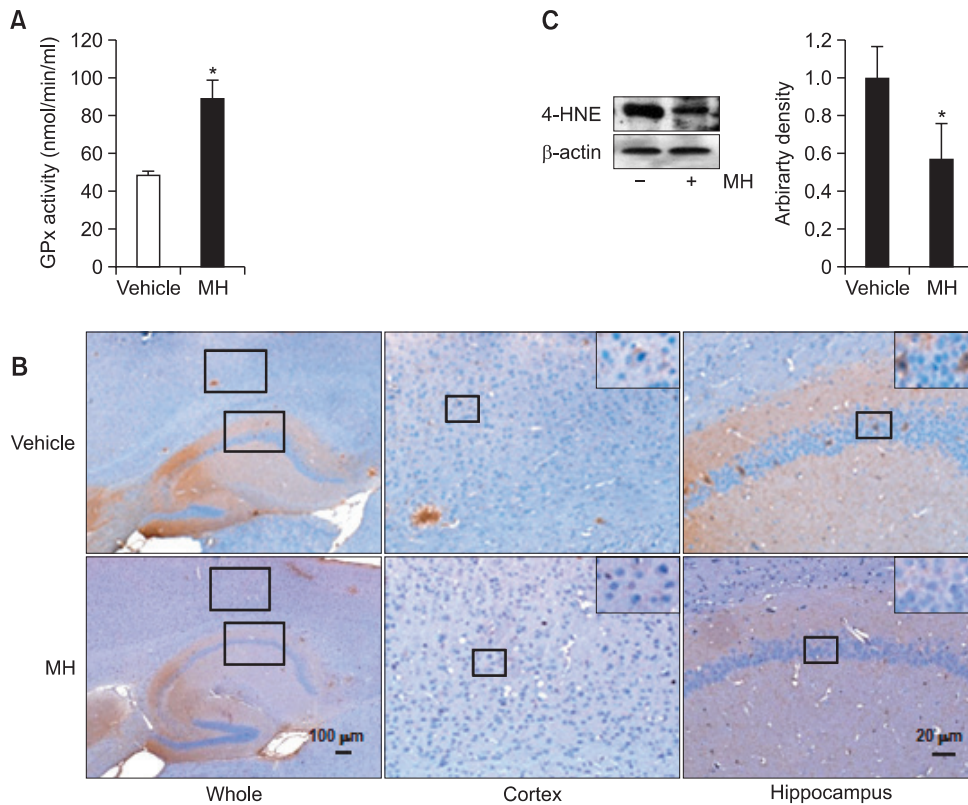 A
GPx activity (nmol/min/ml)
120
100
80
60
40
20
0
*
Vehicle MH
C
4-HNE
β-actin
− + MH
Arbirarty density
1.2
1.0
0.8
0.6
0.4
0.2
0
*
Vehicle MH
B
Vehicle
MH
100 μm
20 μm
Whole Cortex Hippocampus